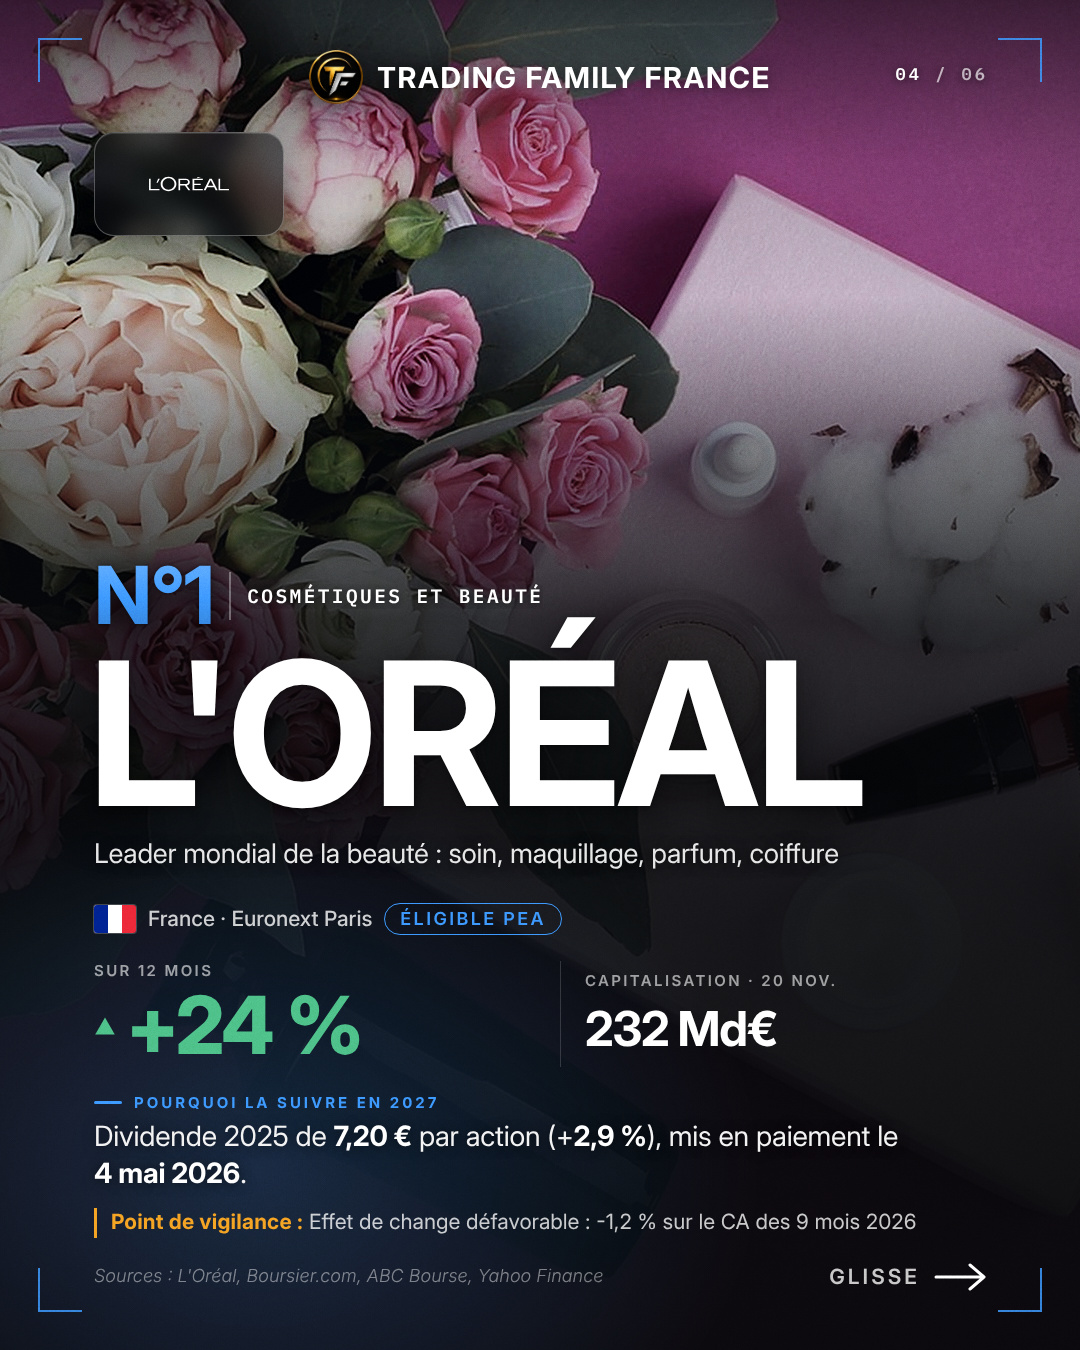 TRADING FAMILY FRANCE
04 / 06
L'ORÉAL
N°1
COSMÉTIQUES ET BEAUTÉ
L'ORÉAL
Leader mondial de la beauté : soin, maquillage, parfum, coiffure
France · Euronext Paris
ÉLIGIBLE PEA
SUR 12 MOIS
+24 %
CAPITALISATION · 20 NOV.
232 Md€
POURQUOI LA SUIVRE EN 2027
Dividende 2025 de 7,20 € par action (+2,9 %), mis en paiement le
4 mai 2026.
Point de vigilance : Effet de change défavorable : -1,2 % sur le CA des 9 mois 2026
Sources : L'Oréal, Boursier.com, ABC Bourse, Yahoo Finance
GLISSE